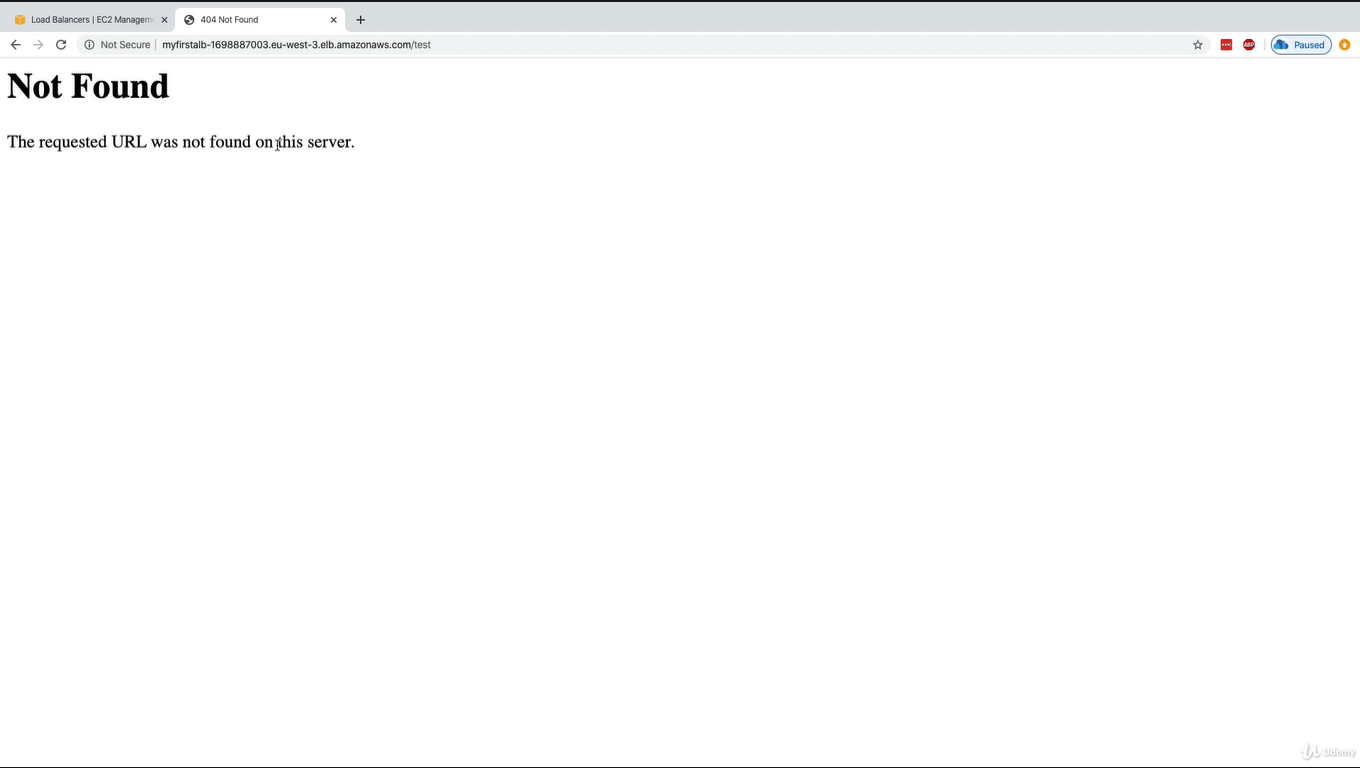 Load Balancers | EC2 Managem
404 Not Found
Not Secure
myfirstalb-1698887003.eu-west-3.elb.amazonaws.com/test
ABP
Paused
Not Found
The requested URL was not found on this server.
Udemy